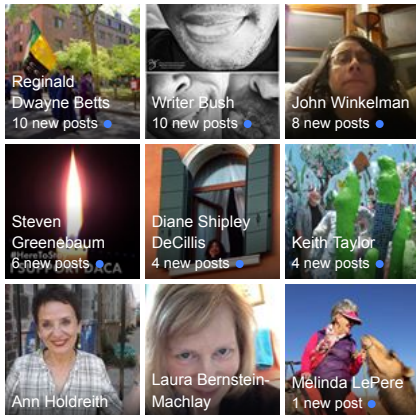 Reginald
Dwayne Betts
10 new posts
Writer Bush
10 new posts
John Winkelman
8 new posts
Steven
Greenebaum
6 new posts
Diane Shipley
DeCillis
4 new posts
Keith Taylor
4 new posts
Ann Holdreith
Laura Bernstein-
Machlay
Melinda LePere
1 new post